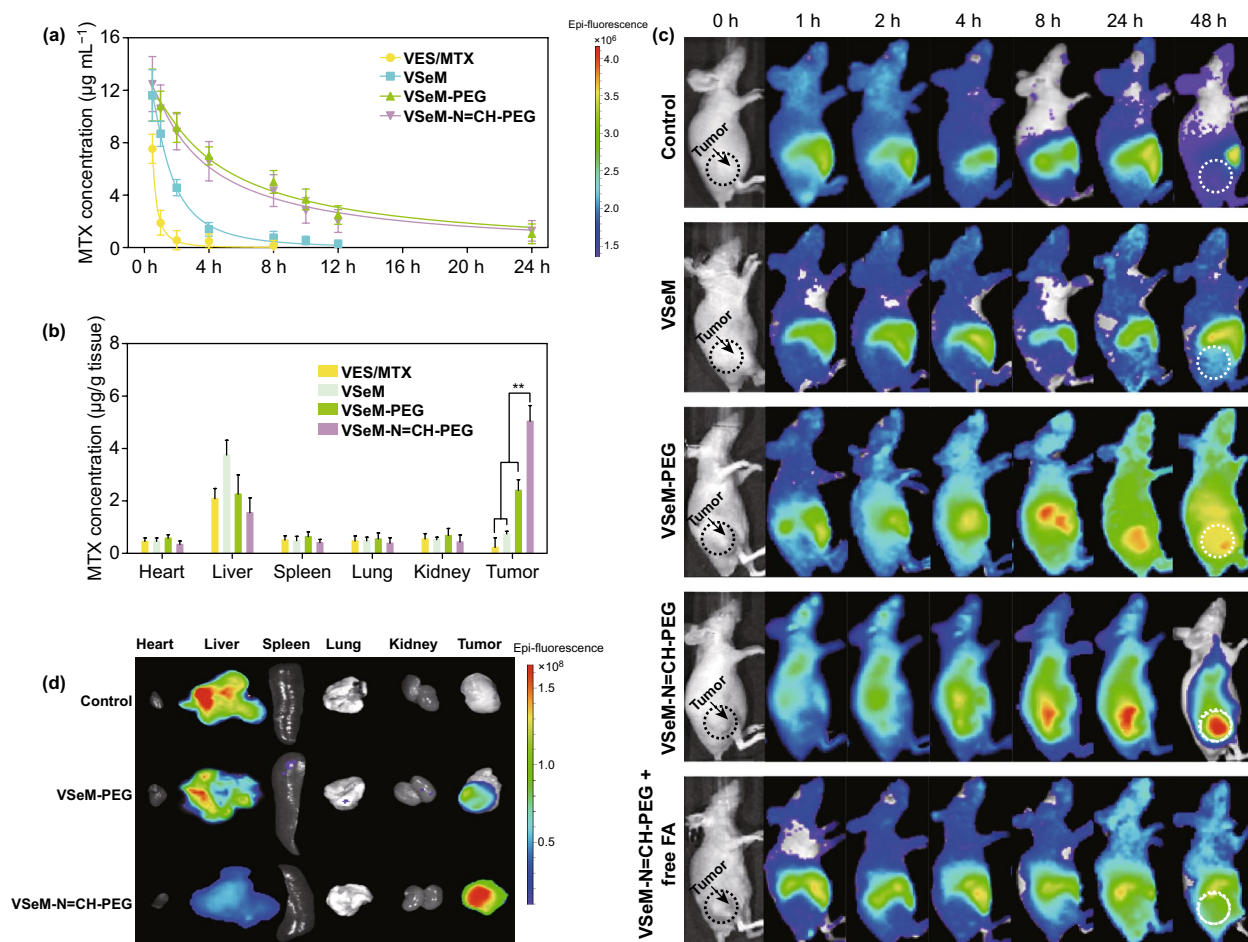 (a)
MTX concentration (µg mL⁻¹)
16
12
8
4
0
0 h
4 h
8 h
12 h
16 h
20 h
24 h
VES/MTX
VSeM
VSeM-PEG
VSeM-N=CH-PEG
Epi-fluorescence
×10⁶
4.0
3.5
3.0
2.5
2.0
1.5
(b)
MTX concentration (µg/g tissue)
8
6
4
2
0
VES/MTX
VSeM
VSeM-PEG
VSeM-N=CH-PEG
**
Heart
Liver
Spleen
Lung
Kidney
Tumor
(c)
0 h
1 h
2 h
4 h
8 h
24 h
48 h
Control
Tumor
VSeM
Tumor
VSeM-PEG
Tumor
VSeM-N=CH-PEG
Tumor
VSeM-N=CH-PEG +
free FA
Tumor
(d)
Heart
Liver
Spleen
Lung
Kidney
Tumor
Control
VSeM-PEG
VSeM-N=CH-PEG
Epi-fluorescence
×10⁸
1.5
1.0
0.5